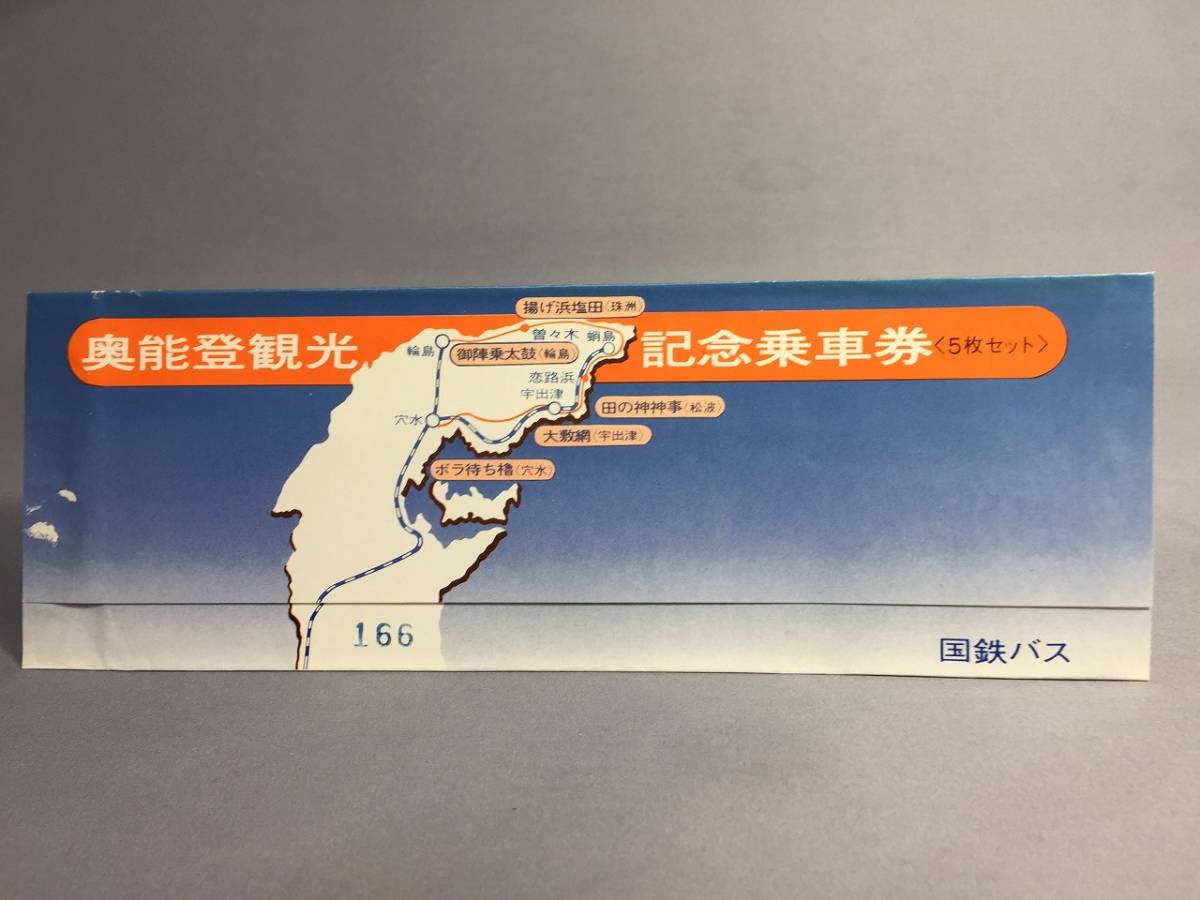 奥能登観光 記念乗車券〈5枚セット〉
揚げ浜塩田〈珠洲〉
曽々木 蛸島
輪島
御陣乗太鼓〈輪島〉
恋路浜
宇出津
田の神神事〈松波〉
穴水
大敷網〈宇出津〉
ボラ待ち櫓〈穴水〉
166
国鉄バス